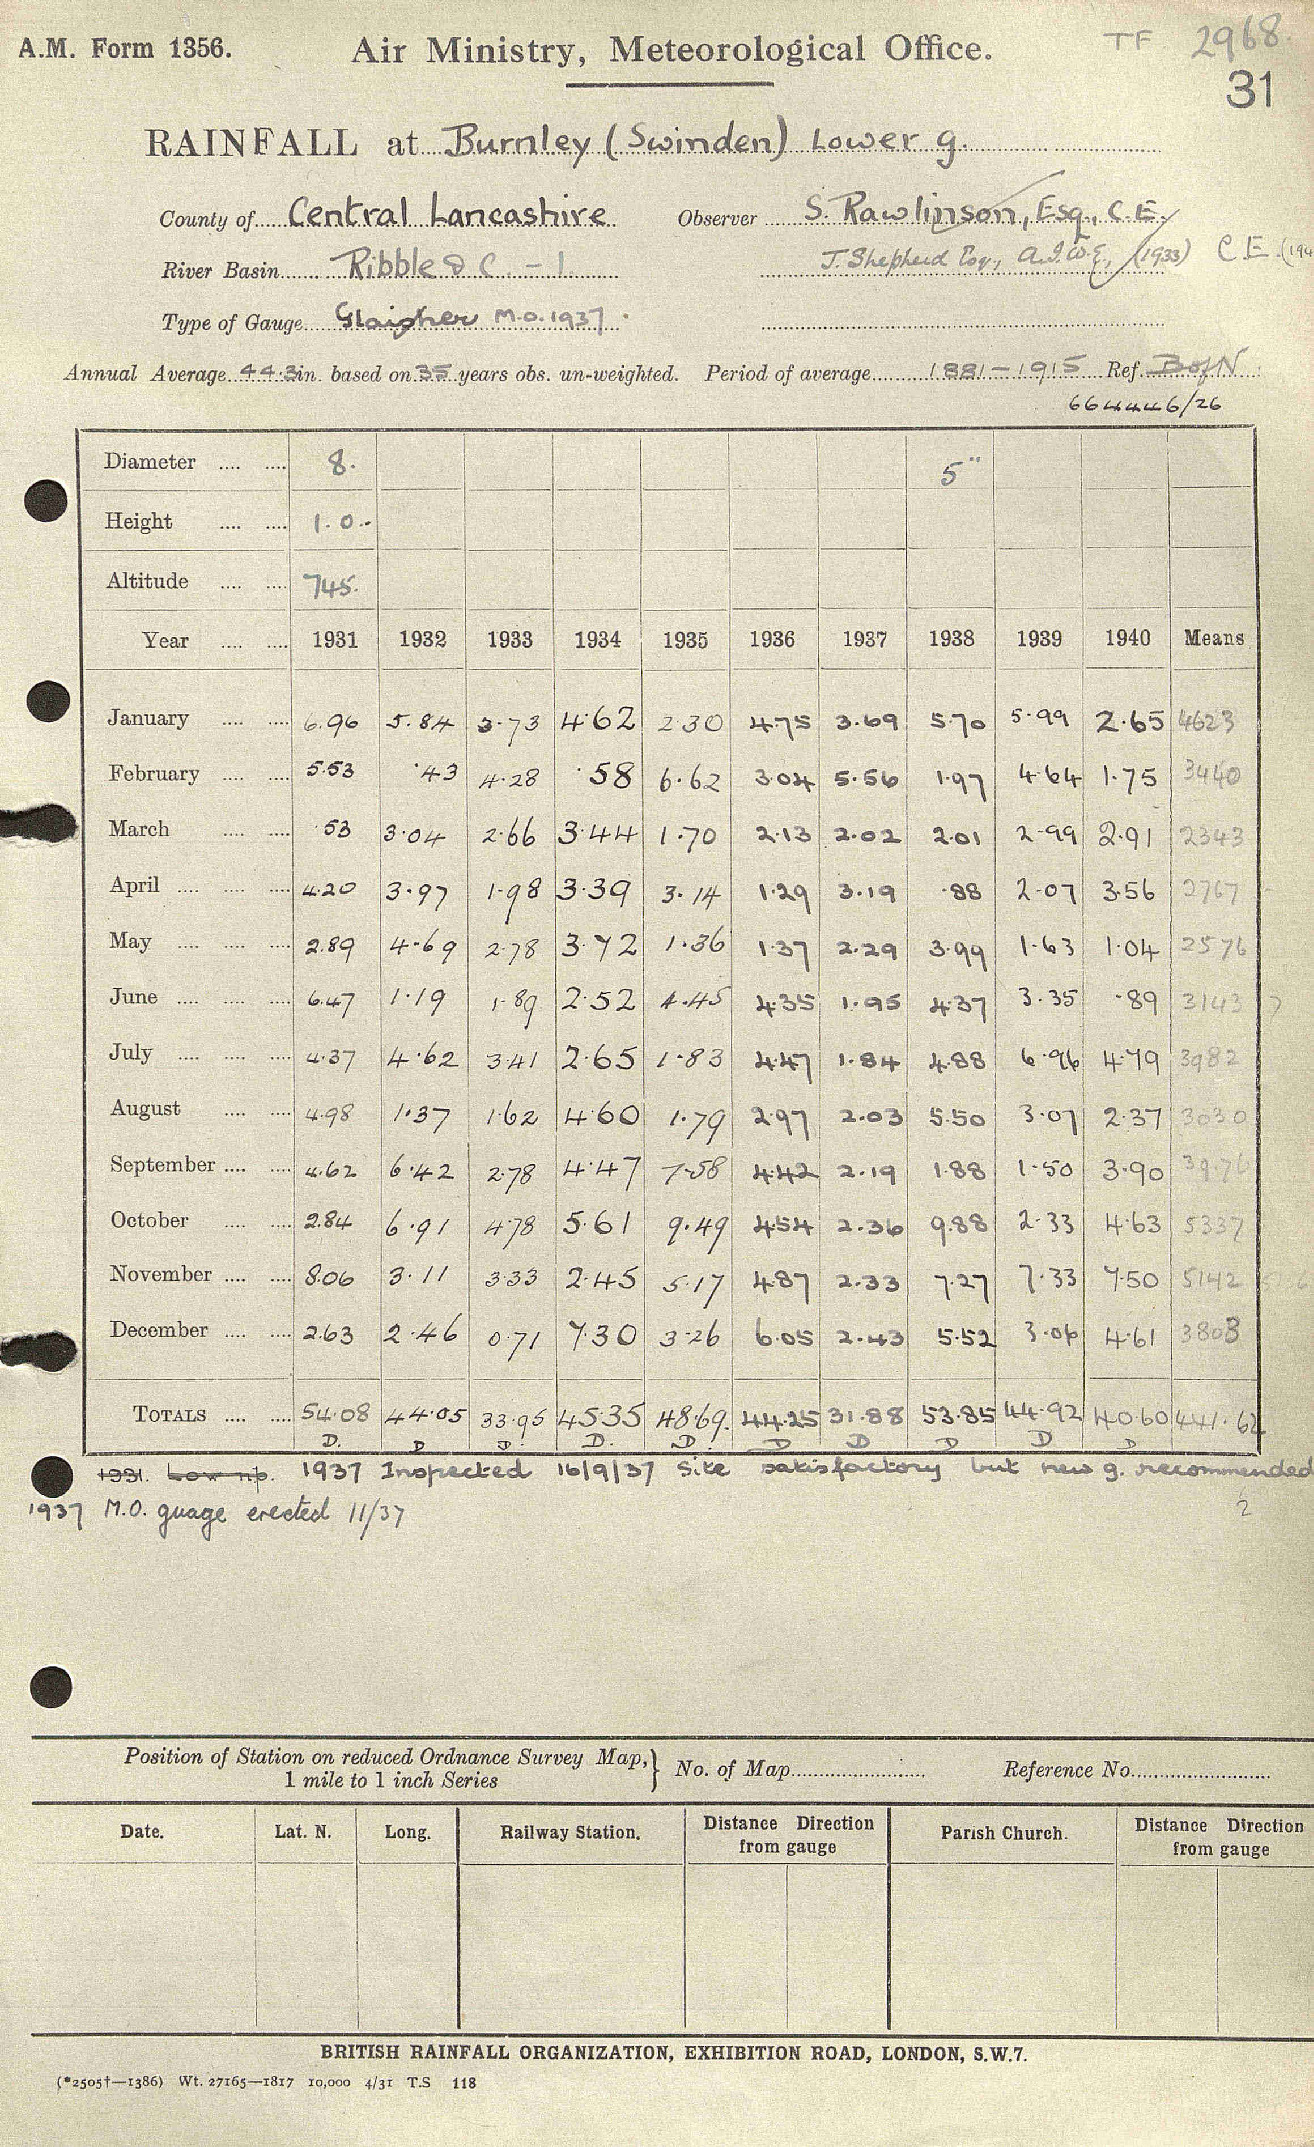 A.M. Form 1356. Air Ministry, Meteorological Office. TF 2968.
31
RAINFALL at Burnley (Swinden) Lower g.
County of Central Lancashire Observer S. Rawlinson, Esq., C.E.
River Basin Ribble & C - 1 J. Shepherd Esq., (1933) C.E.
Type of Gauge Glaisher M.O. 1937.
Annual Average 44.3 in. based on 35 years obs. un-weighted. Period of average 1881-1915 Ref. B of N
664446/26
Diameter .... .... 8. 5"
Height .... .... 1.0.
Altitude .... .... 745.
Year .... .... 1931 1932 1933 1934 1935 1936 1937 1938 1939 1940 Means
January .... .... 6.96 5.84 3.73 4.62 2.30 4.75 3.69 5.70 5.99 2.65 4623
February .... .... 5.53 .43 4.28 .58 6.62 3.04 5.56 1.97 4.64 1.75 3440
March .... .... .53 3.04 2.66 3.44 1.70 2.13 2.02 2.01 2.99 2.91 2343
April .... .... .... 4.20 3.97 1.98 3.39 3.14 1.29 3.19 .88 2.07 3.56 2767
May .... .... .... 2.89 4.69 2.78 3.72 1.36 1.37 2.29 3.99 1.63 1.04 2576
June .... .... .... 6.47 1.19 1.89 2.52 4.45 4.35 1.95 4.37 3.35 .89 3143
July .... .... .... 4.37 4.62 3.41 2.65 1.83 4.47 1.84 4.88 6.96 4.79 3982
August .... .... 4.98 1.37 1.62 4.60 1.79 2.97 2.03 5.50 3.07 2.37 3030
September .... .... 4.62 6.42 2.78 4.47 7.58 4.42 2.19 1.88 1.50 3.90 3976
October .... .... 2.84 6.91 4.78 5.61 9.49 4.54 2.36 9.88 2.33 4.63 5337
November .... .... 8.06 3.11 3.33 2.45 5.17 4.87 2.33 7.27 7.33 7.50 5142
December .... .... 2.63 2.46 0.71 7.30 3.26 6.05 2.43 5.52 3.06 4.61 3803
TOTALS .... .... 54.08 44.05 33.95 45.35 48.69. 44.25 31.88 53.85 44.92 40.60 441.62
D. D D. D. D. D D D D D
1931. Low np. 1937 Inspected 16/9/37 Site satisfactory but new g. recommended
2
1937 M.O. guage erected 11/37
Position of Station on reduced Ordnance Survey Map, } No. of Map Reference No.
1 mile to 1 inch Series
Date. Lat. N. Long. Railway Station. Distance Direction from gauge Parish Church. Distance Direction from gauge
BRITISH RAINFALL ORGANIZATION, EXHIBITION ROAD, LONDON, S.W.7.
(*2505†—1386) Wt. 27165—1817 10,000 4/31 T.S 118